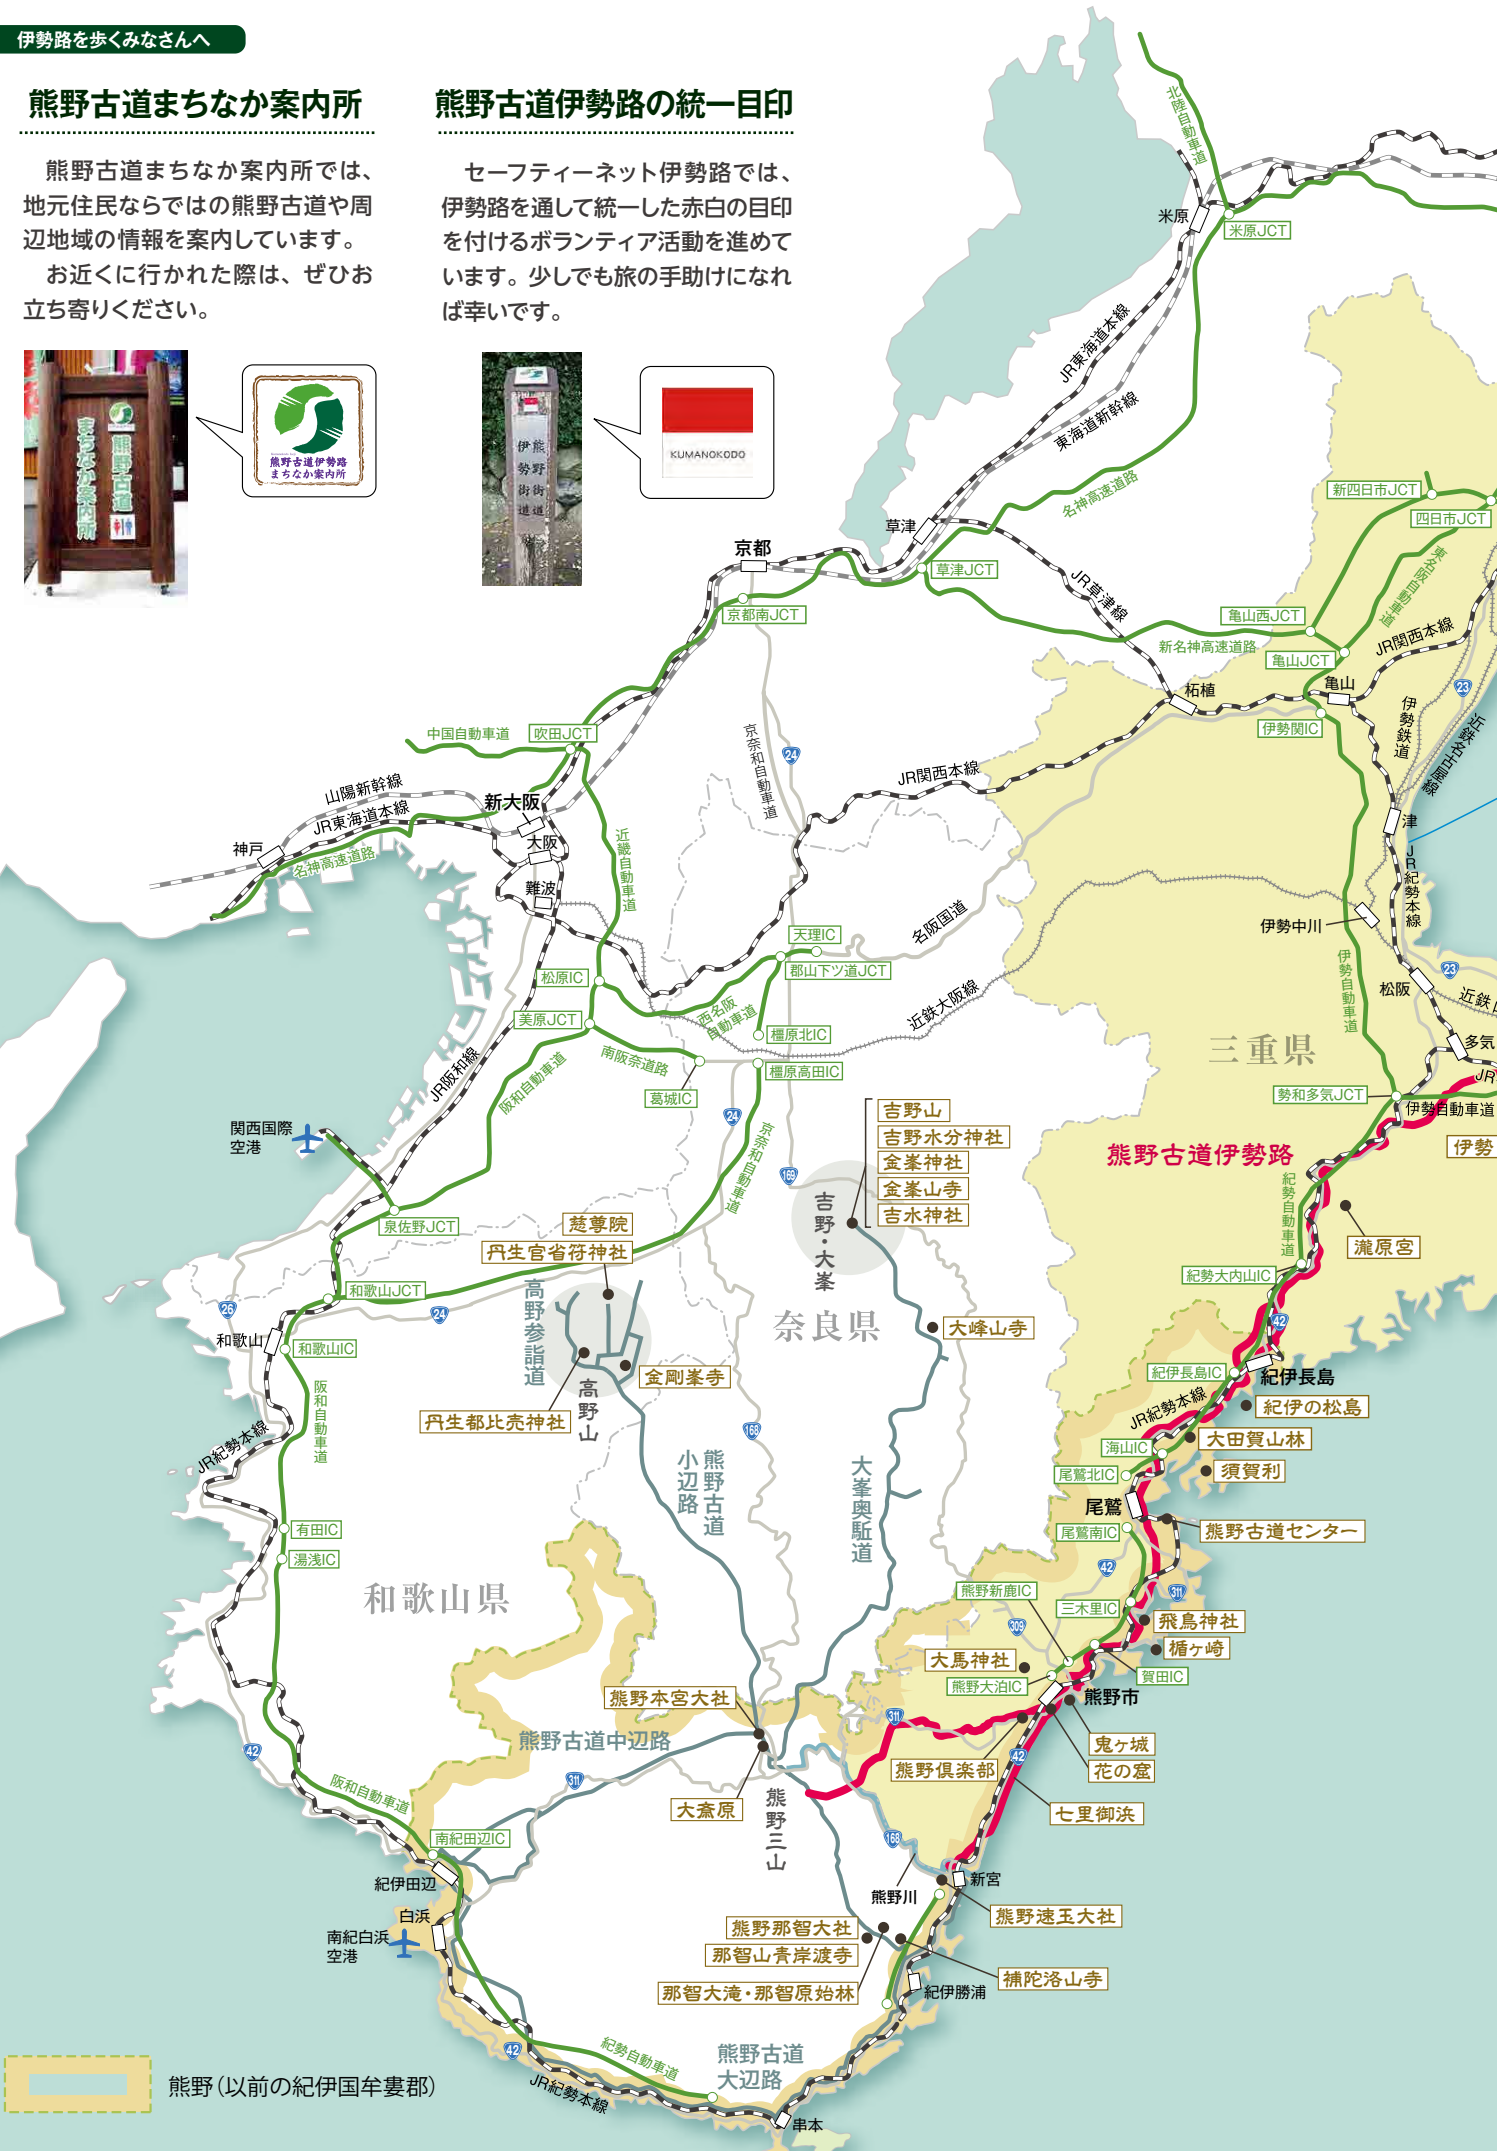 伊勢路を歩くみなさんへ
熊野古道まちなか案内所
熊野古道まちなか案内所では、
地元住民ならではの熊野古道や周
辺地域の情報を案内しています。
お近くに行かれた際は、ぜひお
立ち寄りください。
熊野古道
まちなか案内所
熊野古道伊勢路
まちなか案内所
熊野古道伊勢路の統一目印
セーフティーネット伊勢路では、
伊勢路を通して統一した赤白の目印
を付けるボランティア活動を進めて
います。少しでも旅の手助けになれ
ば幸いです。
熊野街道
伊勢街道
KUMANOKODO
北陸自動車道
米原
米原JCT
JR東海道本線
東海道新幹線
名神高速道路
新四日市JCT
四日市JCT
東名阪自動車道
草津
草津JCT
京都
京都南JCT
JR草津線
亀山西JCT
新名神高速道路
亀山JCT
JR関西本線
柘植
亀山
伊勢関IC
伊勢鉄道
23
近鉄名古屋線
中国自動車道
吹田JCT
京奈和自動車道
24
JR関西本線
山陽新幹線
JR東海道本線
新大阪
大阪
神戸
名神高速道路
難波
近畿自動車道
津
JR紀勢本線
名阪国道
伊勢中川
天理IC
郡山下ツ道JCT
松原IC
西名阪
自動車道
近鉄大阪線
伊勢自動車道
松阪
23
近鉄
美原JCT
橿原北IC
南阪奈道路
橿原高田IC
葛城IC
三重県
多気
JR
勢和多気JCT
伊勢自動車道
伊勢
JR阪和線
阪和自動車道
24
京奈和自動車道
関西国際
空港
169
吉野山
吉野水分神社
金峯神社
金峯山寺
吉水神社
吉野・大峯
熊野古道伊勢路
紀勢自動車道
瀧原宮
泉佐野JCT
慈尊院
丹生官省符神社
紀勢大内山IC
和歌山JCT
26
24
高野参詣道
奈良県
大峰山寺
42
和歌山
和歌山IC
金剛峯寺
高野山
丹生都比売神社
紀伊長島IC
紀伊長島
紀伊の松島
JR紀勢本線
阪和自動車道
JR紀勢本線
168
海山IC
大田賀山林
尾鷲北IC
須賀利
熊野古道
小辺路
大峯奥駈道
尾鷲
尾鷲南IC
熊野古道センター
有田IC
湯浅IC
和歌山県
42
311
熊野新鹿IC
三木里IC
309
飛鳥神社
楯ヶ崎
大馬神社
賀田IC
熊野大泊IC
熊野市
熊野本宮大社
311
熊野古道中辺路
鬼ヶ城
花の窟
熊野倶楽部
42
七里御浜
42
311
阪和自動車道
大斎原
熊野三山
168
南紀田辺IC
紀伊田辺
熊野川
新宮
熊野速玉大社
白浜
南紀白浜
空港
熊野那智大社
那智山青岸渡寺
那智大滝・那智原始林
補陀洛山寺
紀伊勝浦
42
紀勢自動車道
JR紀勢本線
熊野古道
大辺路
串本
熊野（以前の紀伊国牟婁郡）